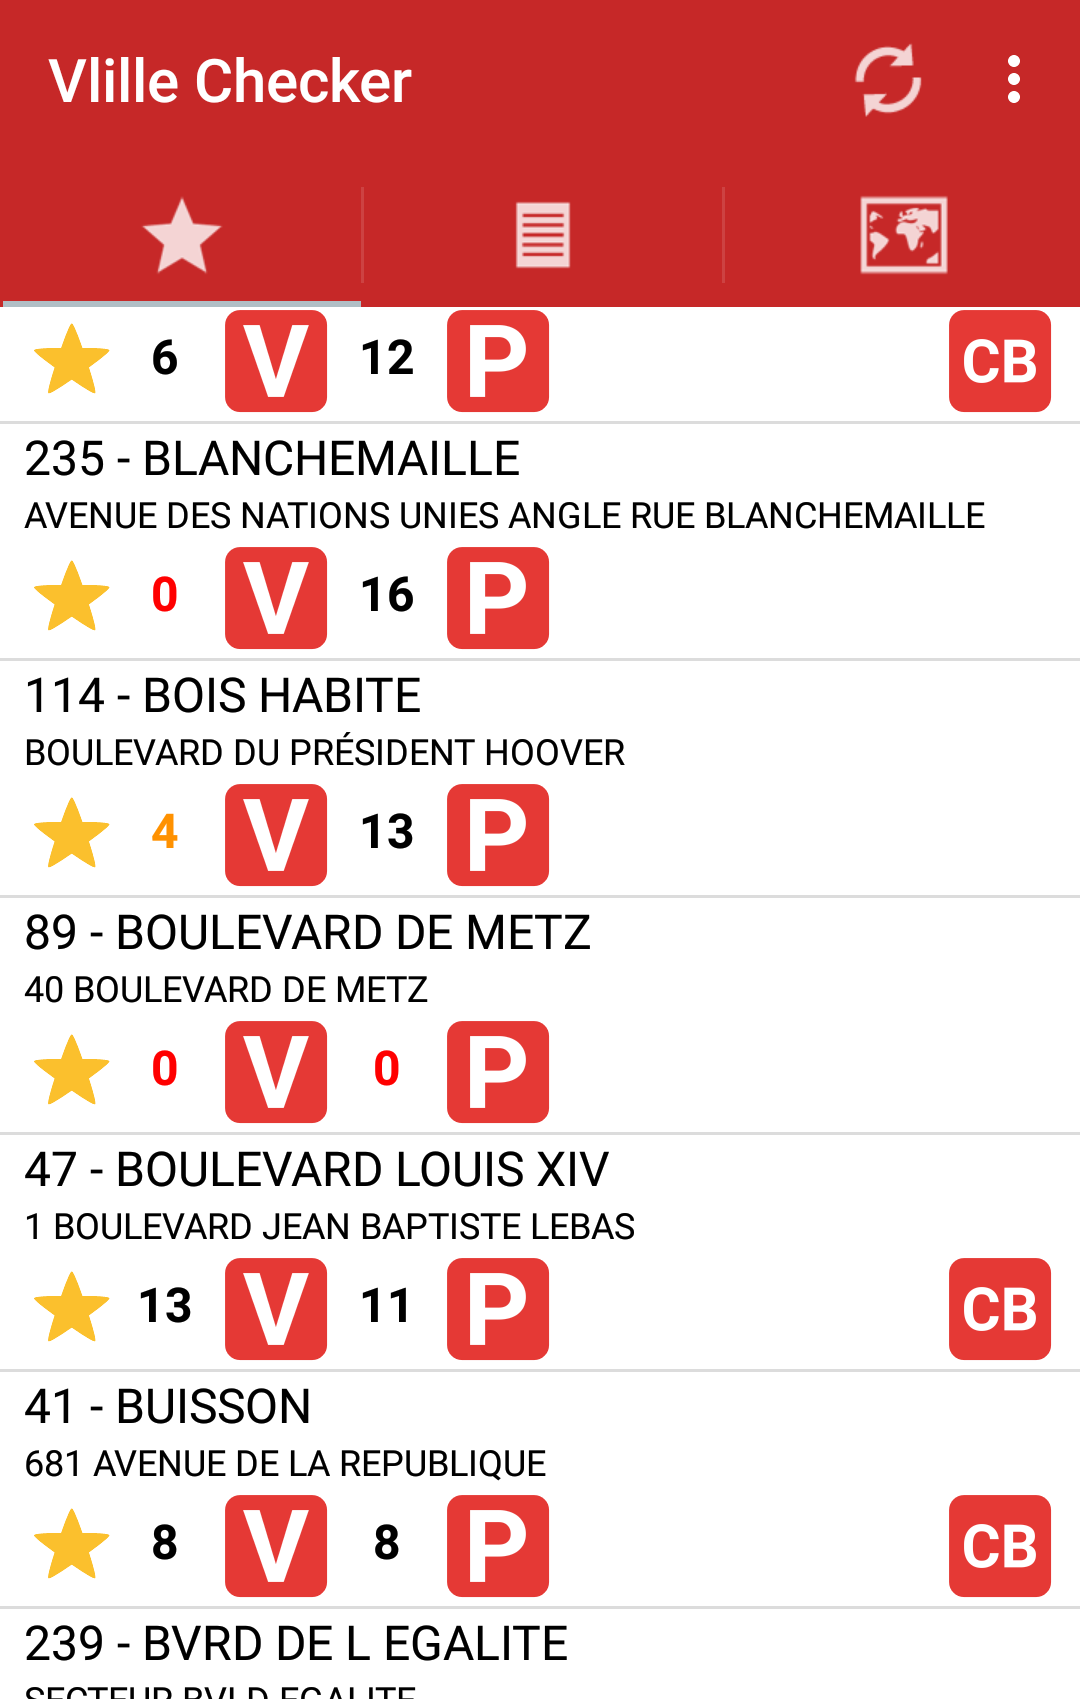 Vlille Checker
6 V 12 P CB
235 - BLANCHEMAILLE
AVENUE DES NATIONS UNIES ANGLE RUE BLANCHEMAILLE
0 V 16 P
114 - BOIS HABITE
BOULEVARD DU PRÉSIDENT HOOVER
4 V 13 P
89 - BOULEVARD DE METZ
40 BOULEVARD DE METZ
0 V 0 P
47 - BOULEVARD LOUIS XIV
1 BOULEVARD JEAN BAPTISTE LEBAS
13 V 11 P CB
41 - BUISSON
681 AVENUE DE LA REPUBLIQUE
8 V 8 P CB
239 - BVRD DE L EGALITE
SECTEUR BVLD EGALITE